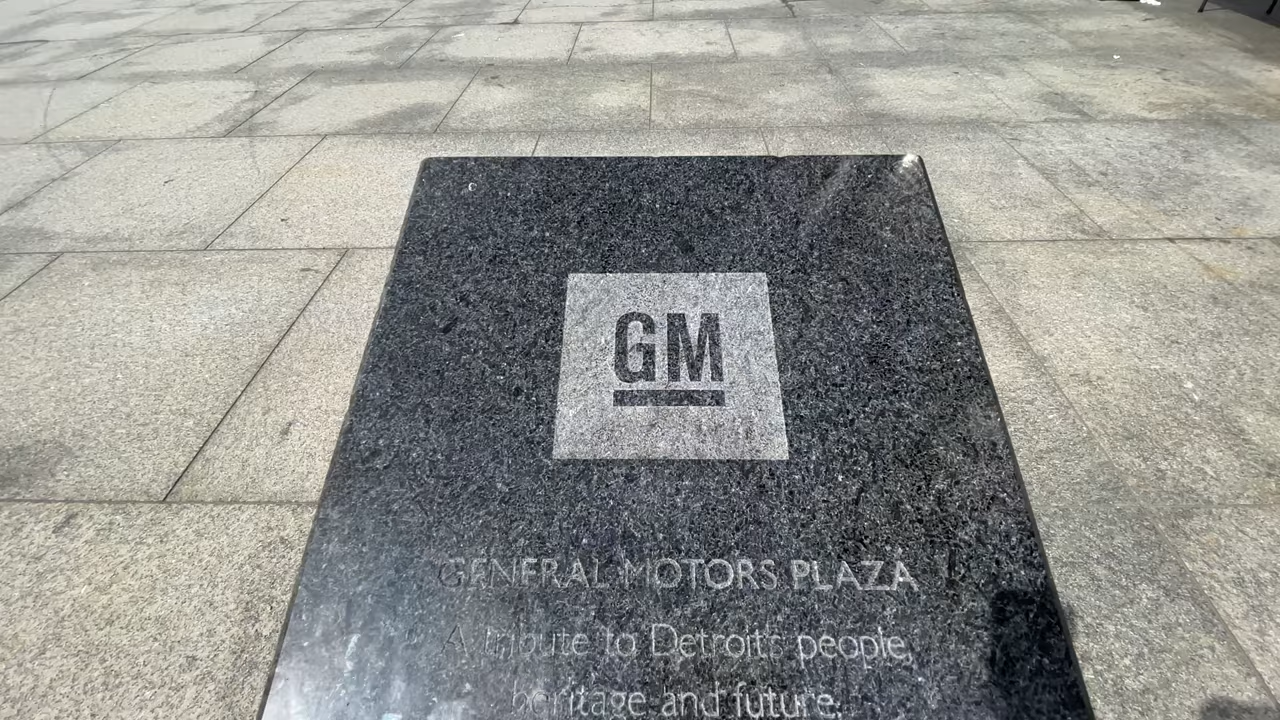 GM
GENERAL MOTORS PLAZA
A tribute to Detroit's people,
heritage and future.